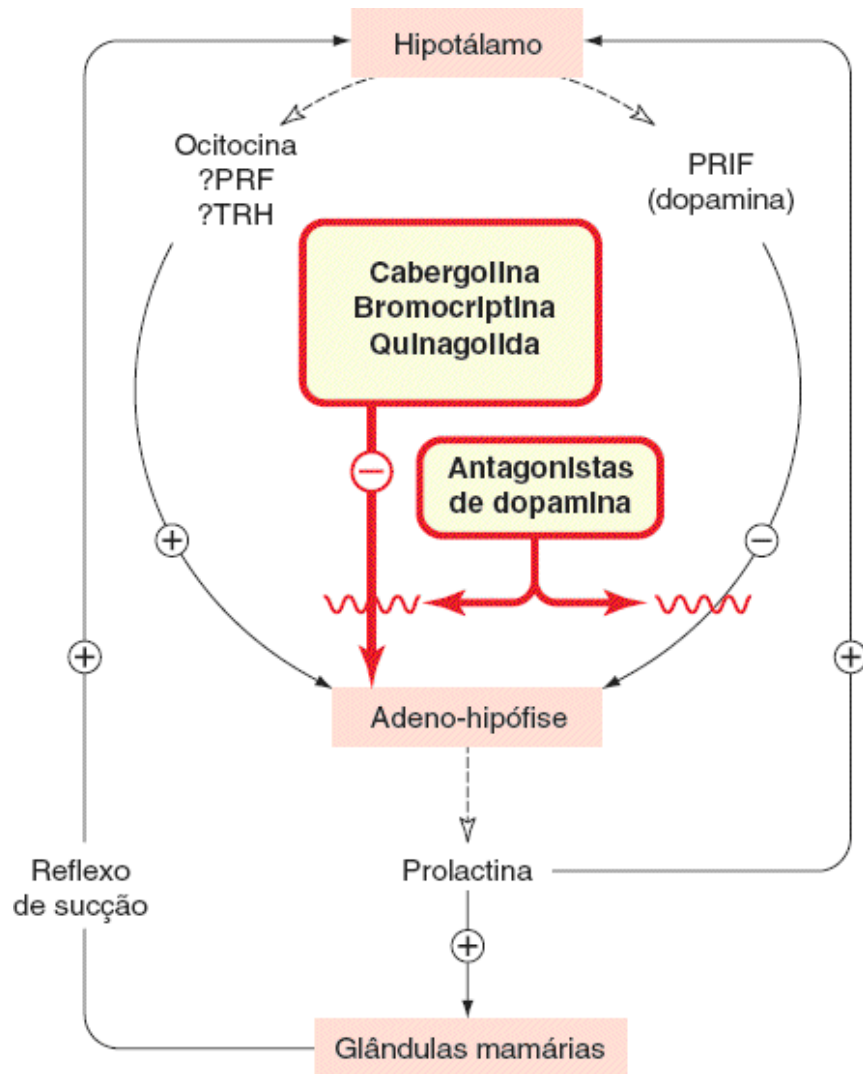 Hipotálamo
Ocitocina
?PRF
?TRH
PRIF
(dopamina)
Cabergolina
Bromocriptina
Quinagolida
−
Antagonistas
de dopamina
+
−
+
+
Adeno-hipófise
Reflexo
de sucção
Prolactina
+
Glândulas mamárias